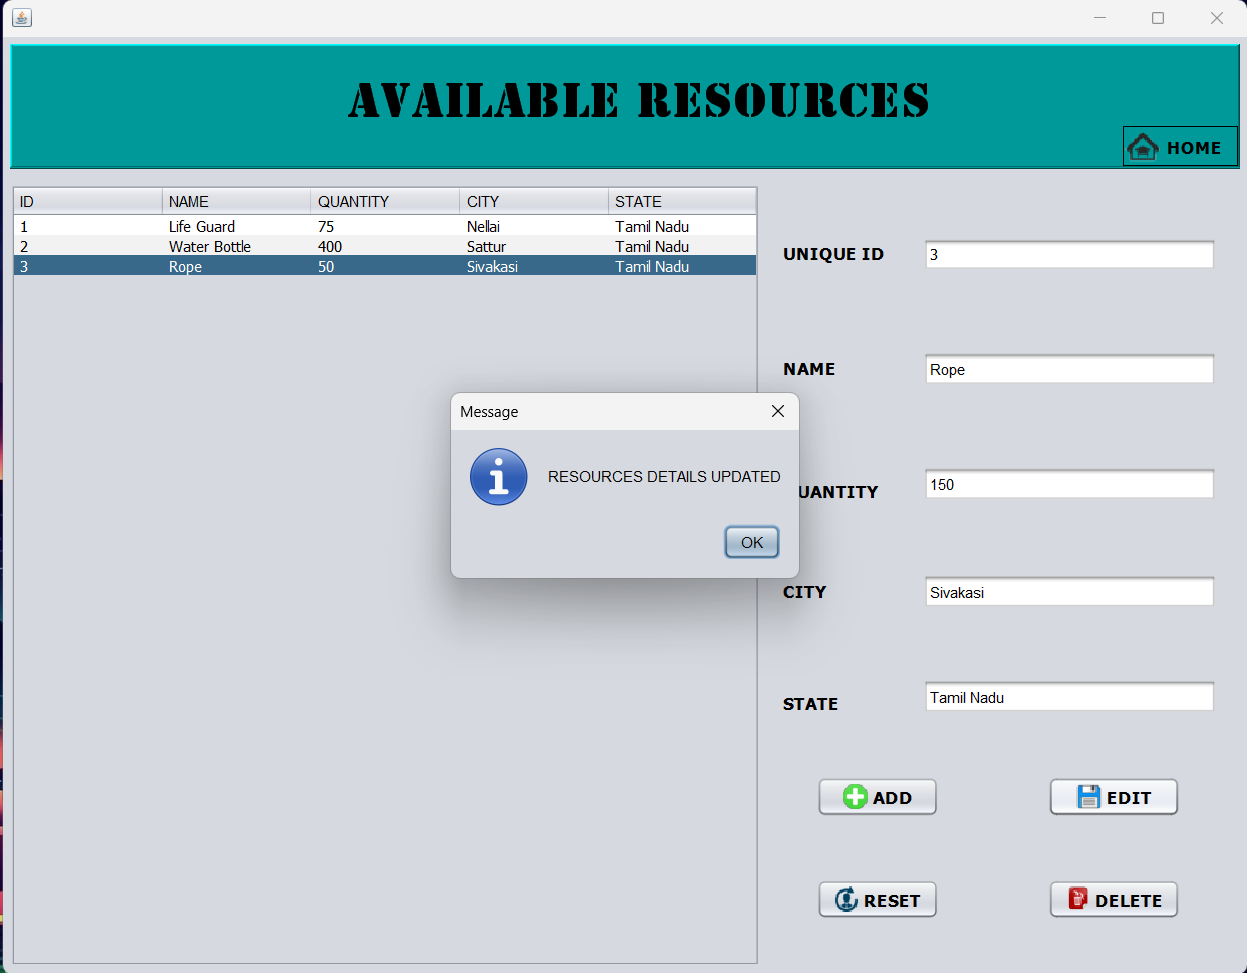 AVAILABLE RESOURCES
HOME
ID NAME QUANTITY CITY STATE
1 Life Guard 75 Nellai Tamil Nadu
2 Water Bottle 400 Sattur Tamil Nadu
3 Rope 50 Sivakasi Tamil Nadu
UNIQUE ID 3
NAME Rope
Message
RESOURCES DETAILS UPDATED
OK
UANTITY 150
CITY Sivakasi
STATE Tamil Nadu
ADD EDIT
RESET DELETE